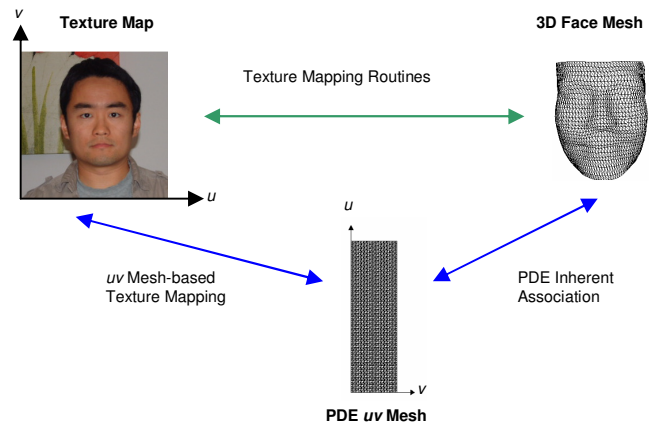 v
Texture Map
3D Face Mesh
Texture Mapping Routines
u
u
uv Mesh-based
Texture Mapping
PDE Inherent
Association
v
PDE uv Mesh